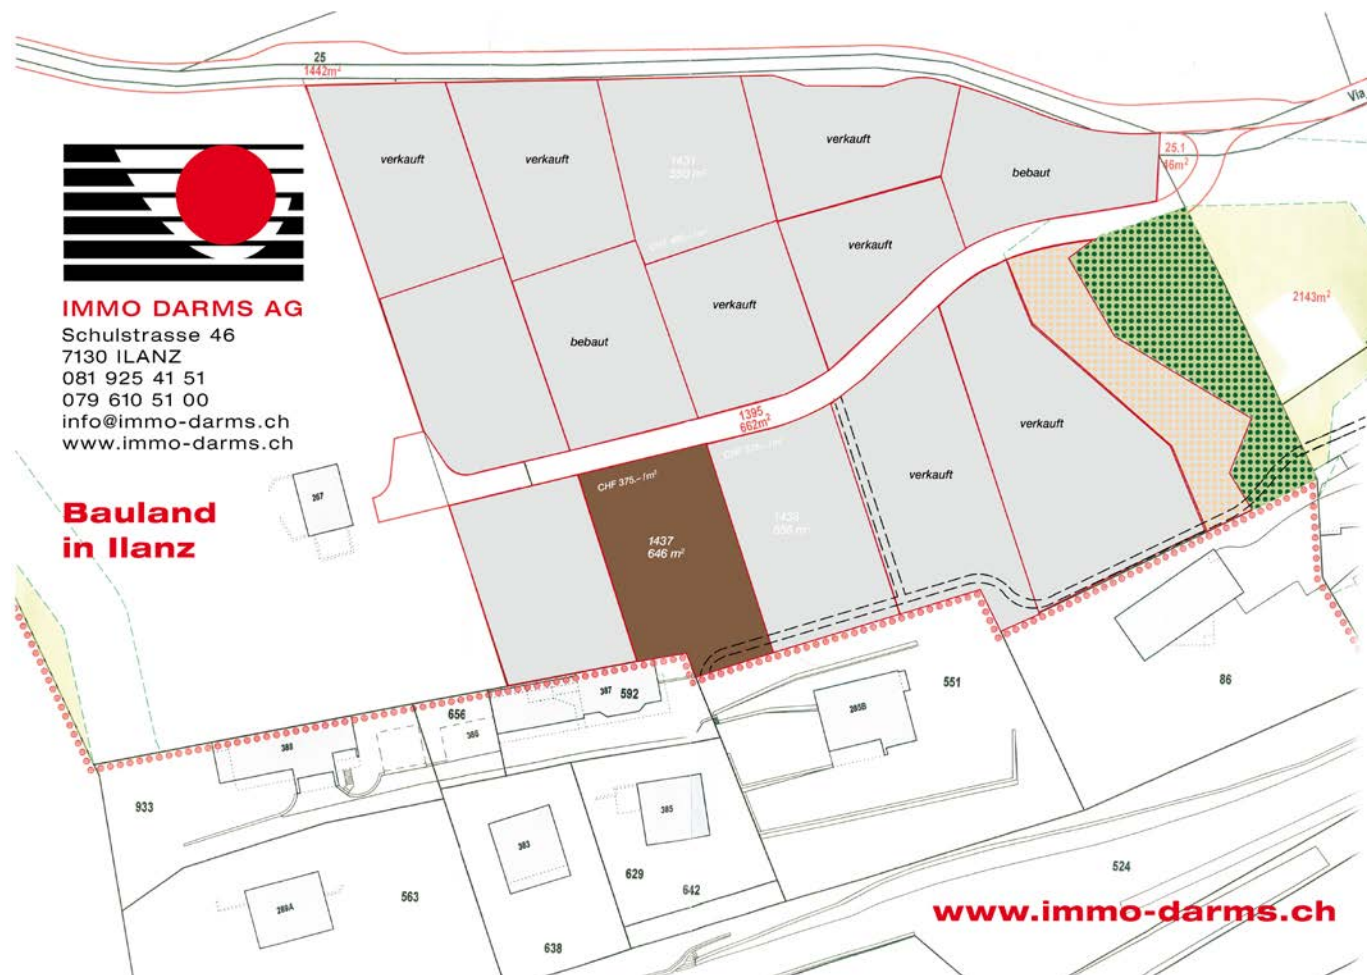 25
1442m²
Via
verkauft
verkauft
1431
verkauft
bebaut
25.1
46m²
verkauft
verkauft
bebaut
2143m²
IMMO DARMS AG
Schulstrasse 46
7130 ILANZ
081 925 41 51
079 610 51 00
info@immo-darms.ch
www.immo-darms.ch
1395
662m²
verkauft
verkauft
CHF 375.– /m²
1437
646 m²
267
Bauland
in Ilanz
387
592
551
86
656
386
388
285B
933
385
383
524
629
642
563
289A
638
www.immo-darms.ch